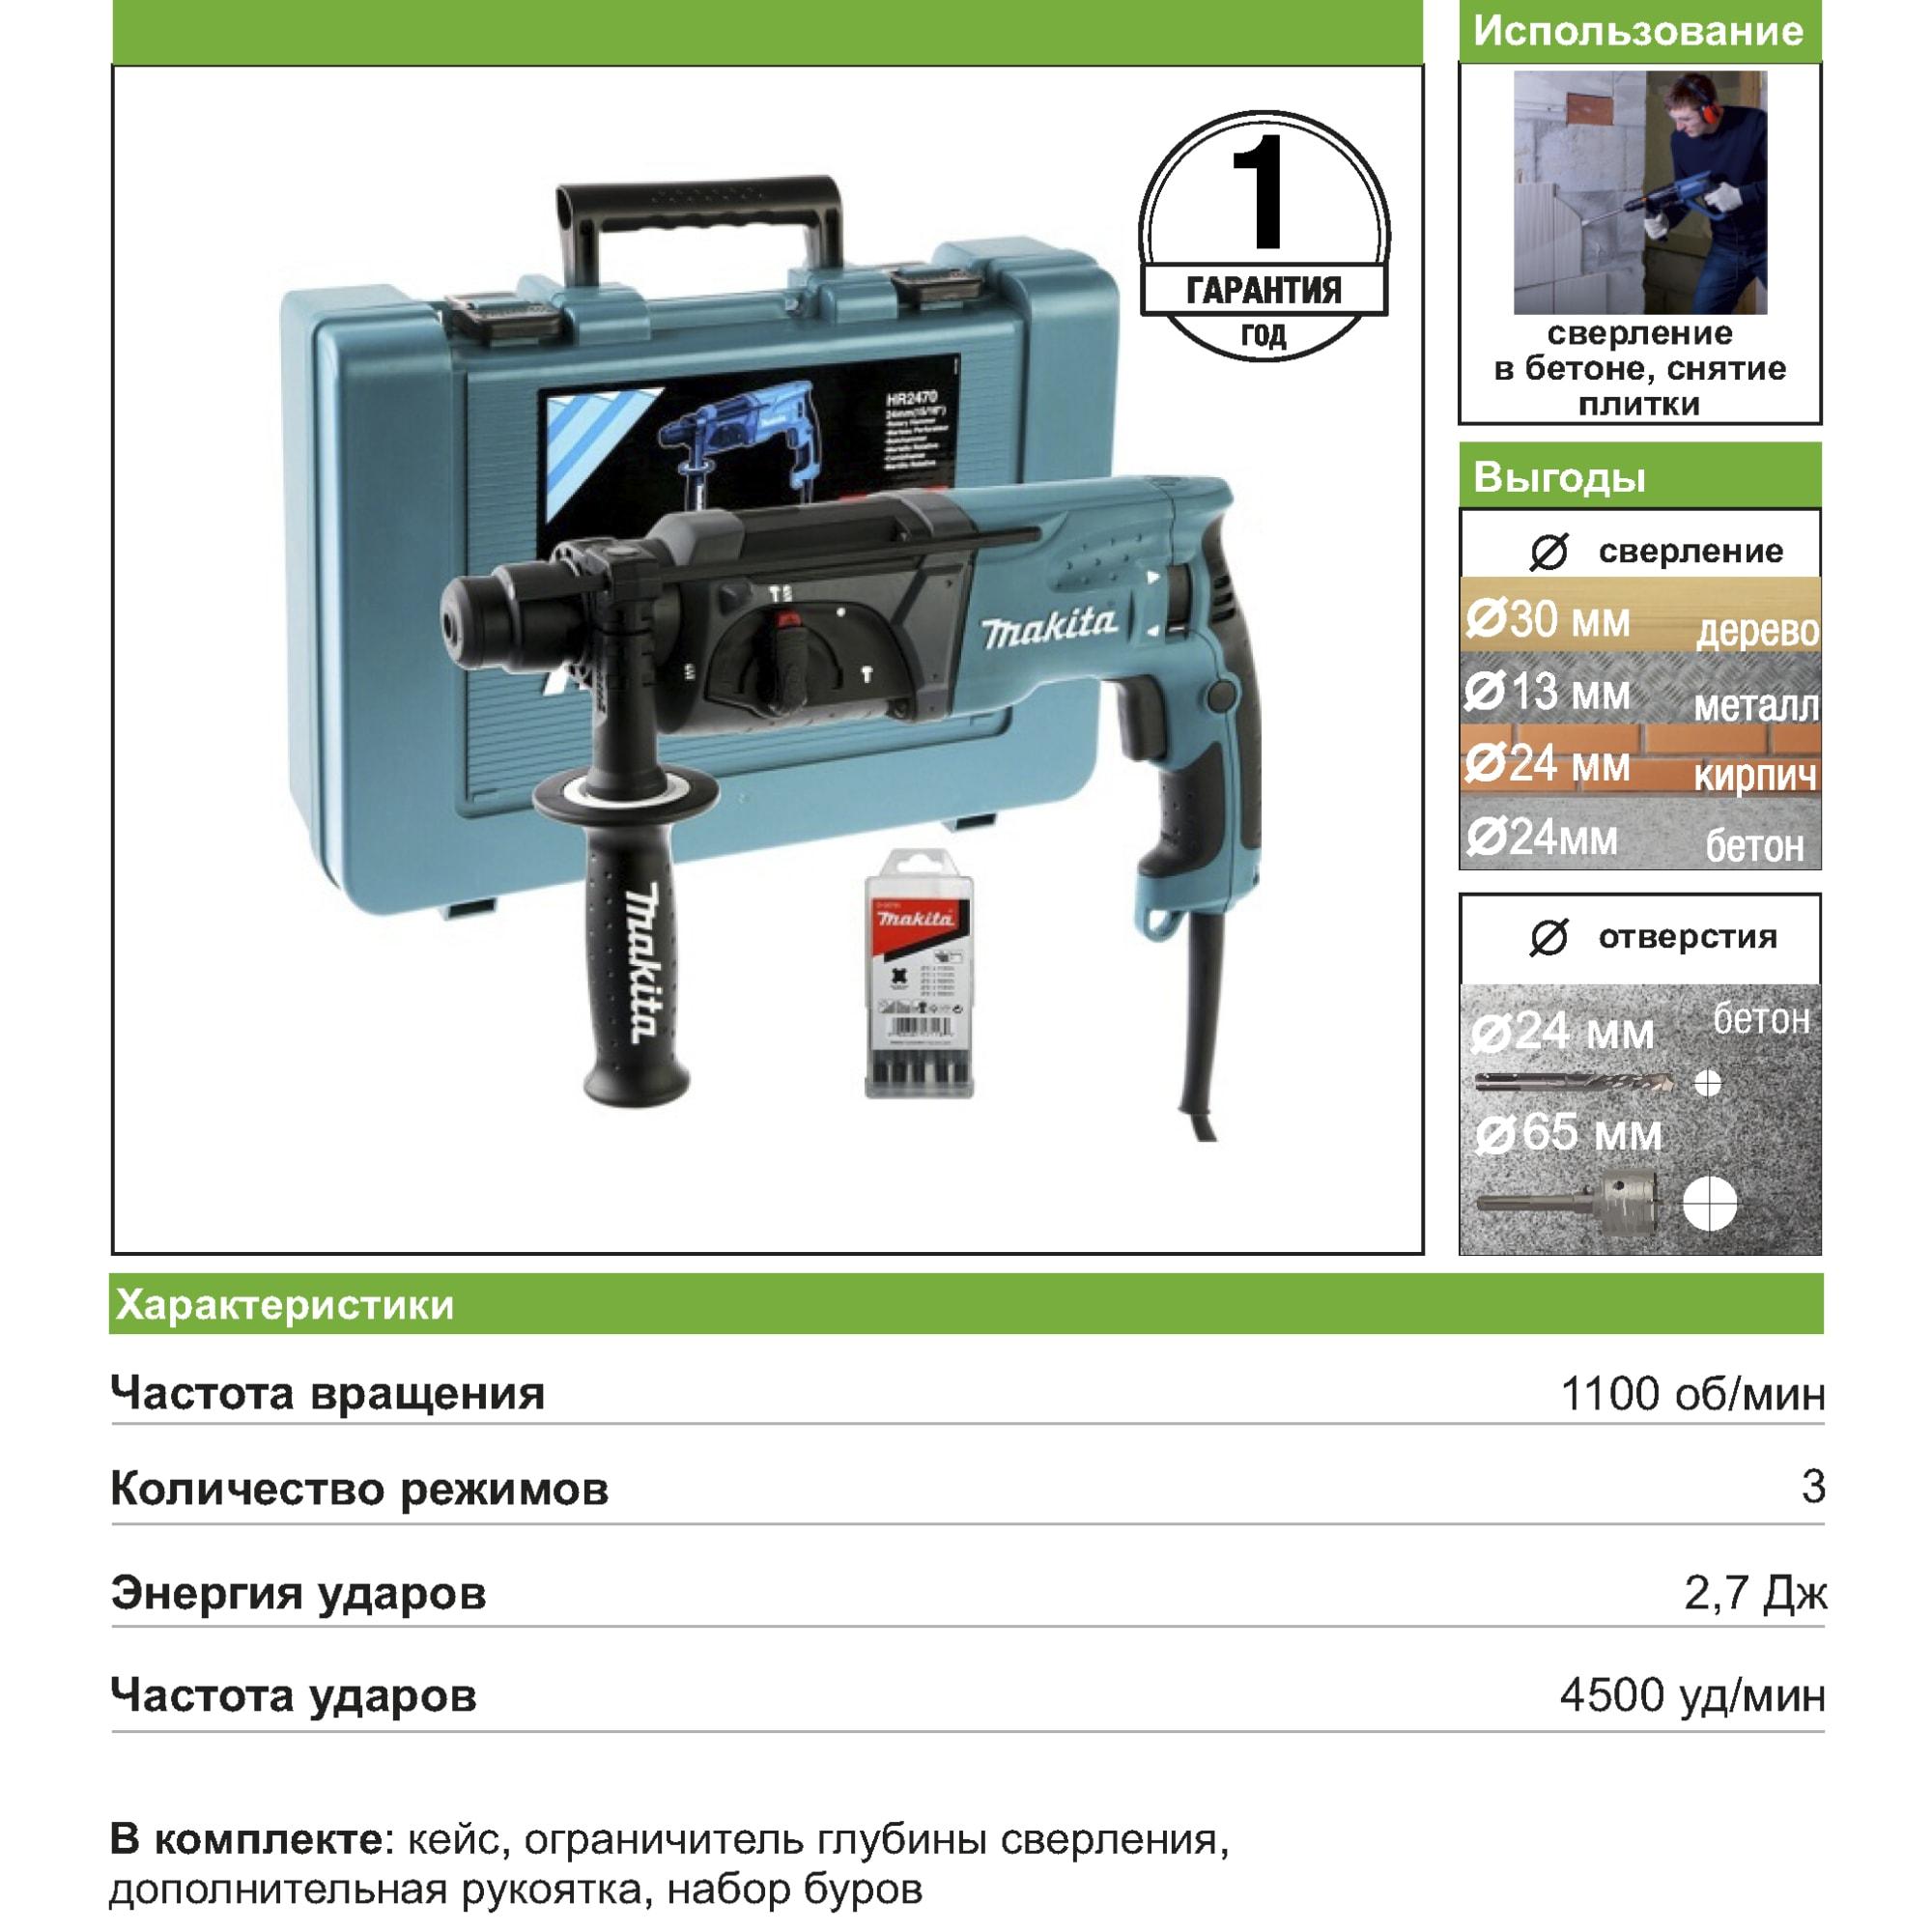 Использование
1
ГАРАНТИЯ
ГОД
сверление
в бетоне, снятие
плитки
HR2470
24mm(15/16")
makita
makita
makita
Выгоды
Ø сверление
Ø30 мм дерево
Ø13 мм металл
Ø24 мм кирпич
Ø24мм бетон
Ø отверстия
Ø24 мм бетон
Ø65 мм
Характеристики
Частота вращения 1100 об/мин
Количество режимов 3
Энергия ударов 2,7 Дж
Частота ударов 4500 уд/мин
В комплекте: кейс, ограничитель глубины сверления,
дополнительная рукоятка, набор буров